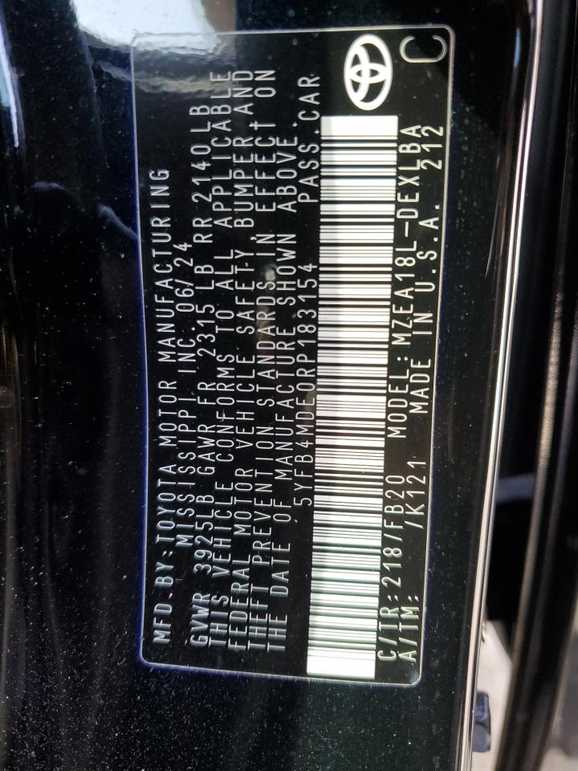 MFD.BY:TOYOTA MOTOR MANUFACTURING
MISSISSIPPI, INC. 06/24
GVWR 3925LB GAWR FR 2315 LB RR 2140LB
THIS VEHICLE CONFORMS TO ALL APPLICABLE
FEDERAL MOTOR VEHICLE SAFETY, BUMPER AND
THEFT PREVENTION STANDARDS IN EFFECT ON
THE DATE OF MANUFACTURE SHOWN ABOVE.
5YFB4MDE0RP183154 PASS.CAR
C/TR:218/FB20 MODEL:MZEA18L-DEXLBA
A/TM: /K121 MADE IN U.S.A. 212
C